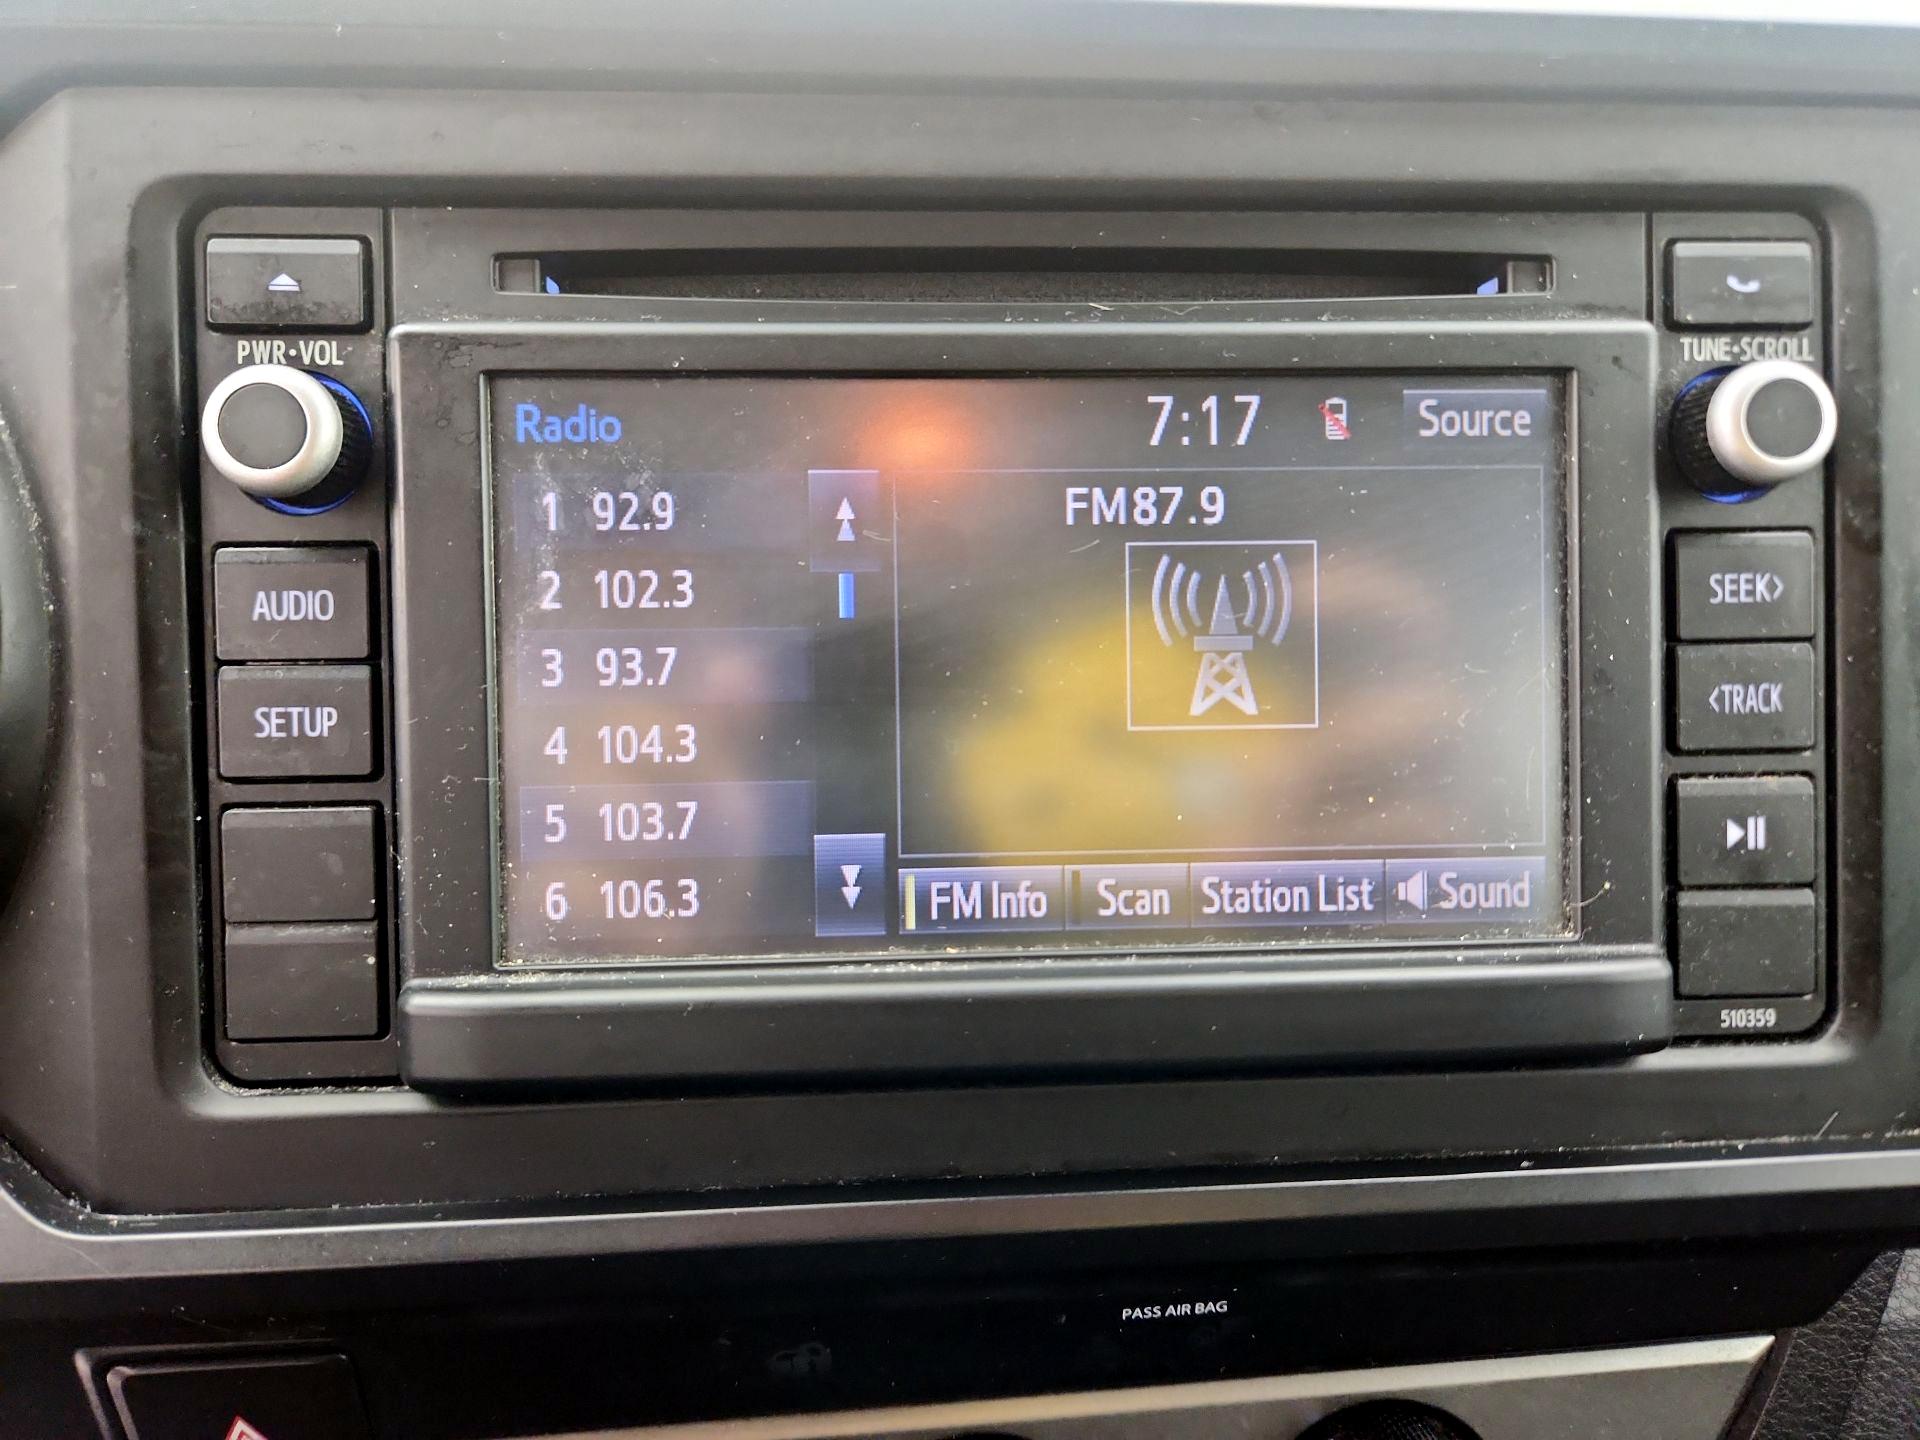 PWR•VOL
TUNE•SCROLL
Radio
7:17
Source
1 92.9
2 102.3
3 93.7
4 104.3
5 103.7
6 106.3
FM87.9
FM Info
Scan
Station List
Sound
AUDIO
SETUP
SEEK>
<TRACK
510359
PASS AIR BAG